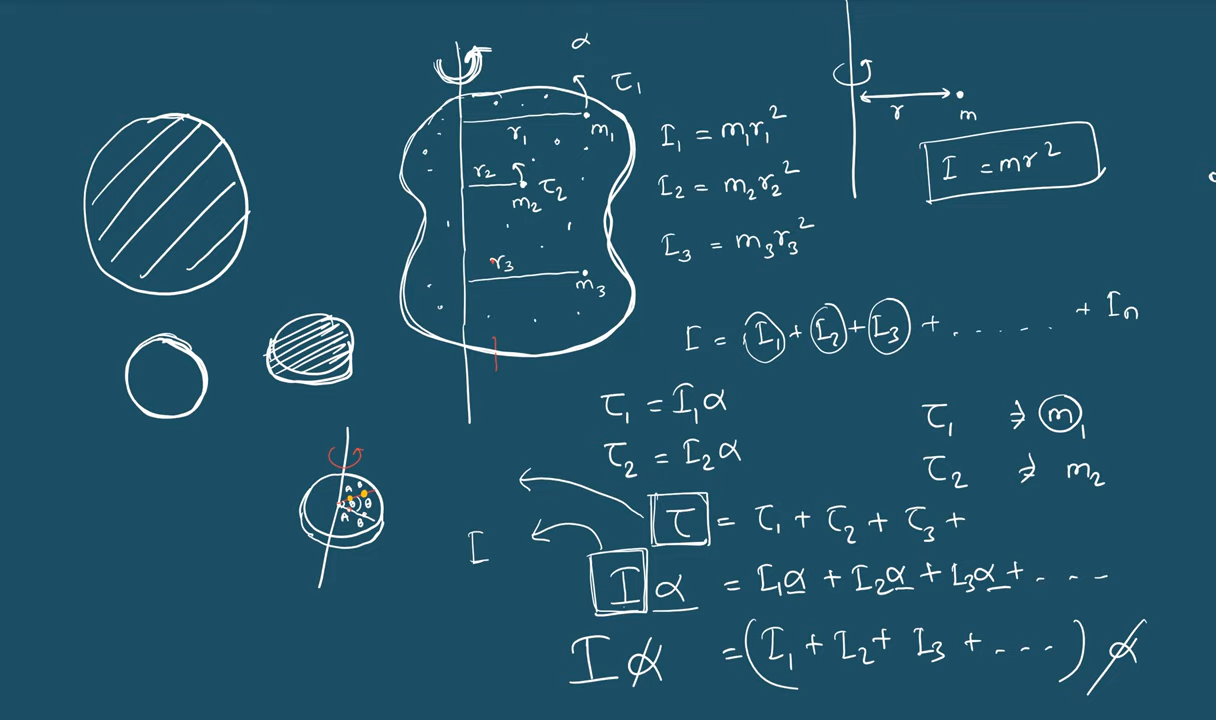 α
τ₁
r₁ m₁
r₂ m₂ τ₂
r₃ m₃
I₁ = m₁r₁²
I₂ = m₂r₂²
I₃ = m₃r₃²
r m
I = mr²
I = I₁ + I₂ + I₃ + ...... + Iₙ
τ₁ = I₁α
τ₂ = I₂α
τ₁ ⇒ m₁
τ₂ ⇒ m₂
τ = τ₁ + τ₂ + τ₃ +
I
Iα = I₁α + I₂α + I₃α + ....
Iα = (I₁ + I₂ + I₃ + ....) α
A B
θ θ
A
B